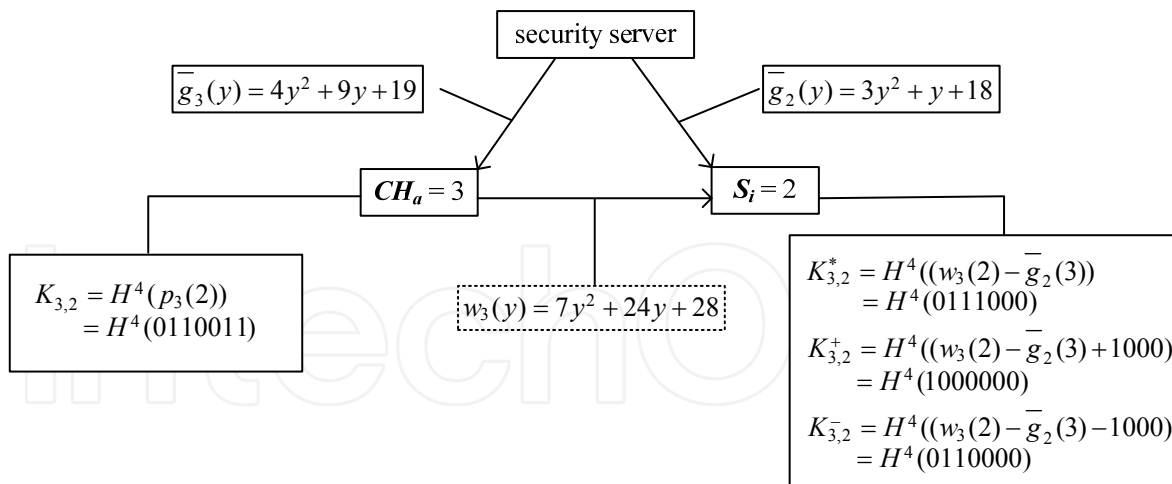 security server
g̅₃(y) = 4y² + 9y + 19
g̅₂(y) = 3y² + y + 18
CHₐ = 3
Sᵢ = 2
K₃,₂ = H⁴(p₃(2))
= H⁴(0110011)
w₃(y) = 7y² + 24y + 28
K*₃,₂ = H⁴((w₃(2) − g̅₂(3))
= H⁴(0111000)
K⁺₃,₂ = H⁴((w₃(2) − g̅₂(3) + 1000)
= H⁴(1000000)
K⁻₃,₂ = H⁴((w₃(2) − g̅₂(3) − 1000)
= H⁴(0110000)